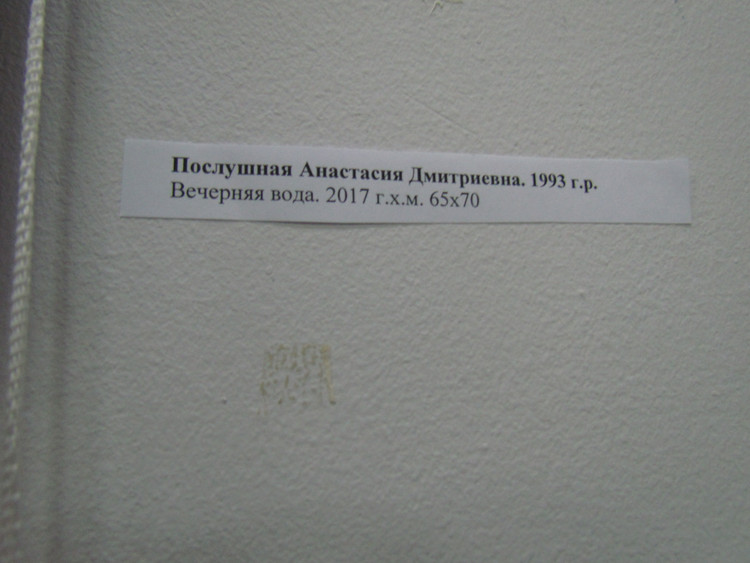 Послушная Анастасия Дмитриевна. 1993 г.р.
Вечерняя вода. 2017 г.х.м. 65х70